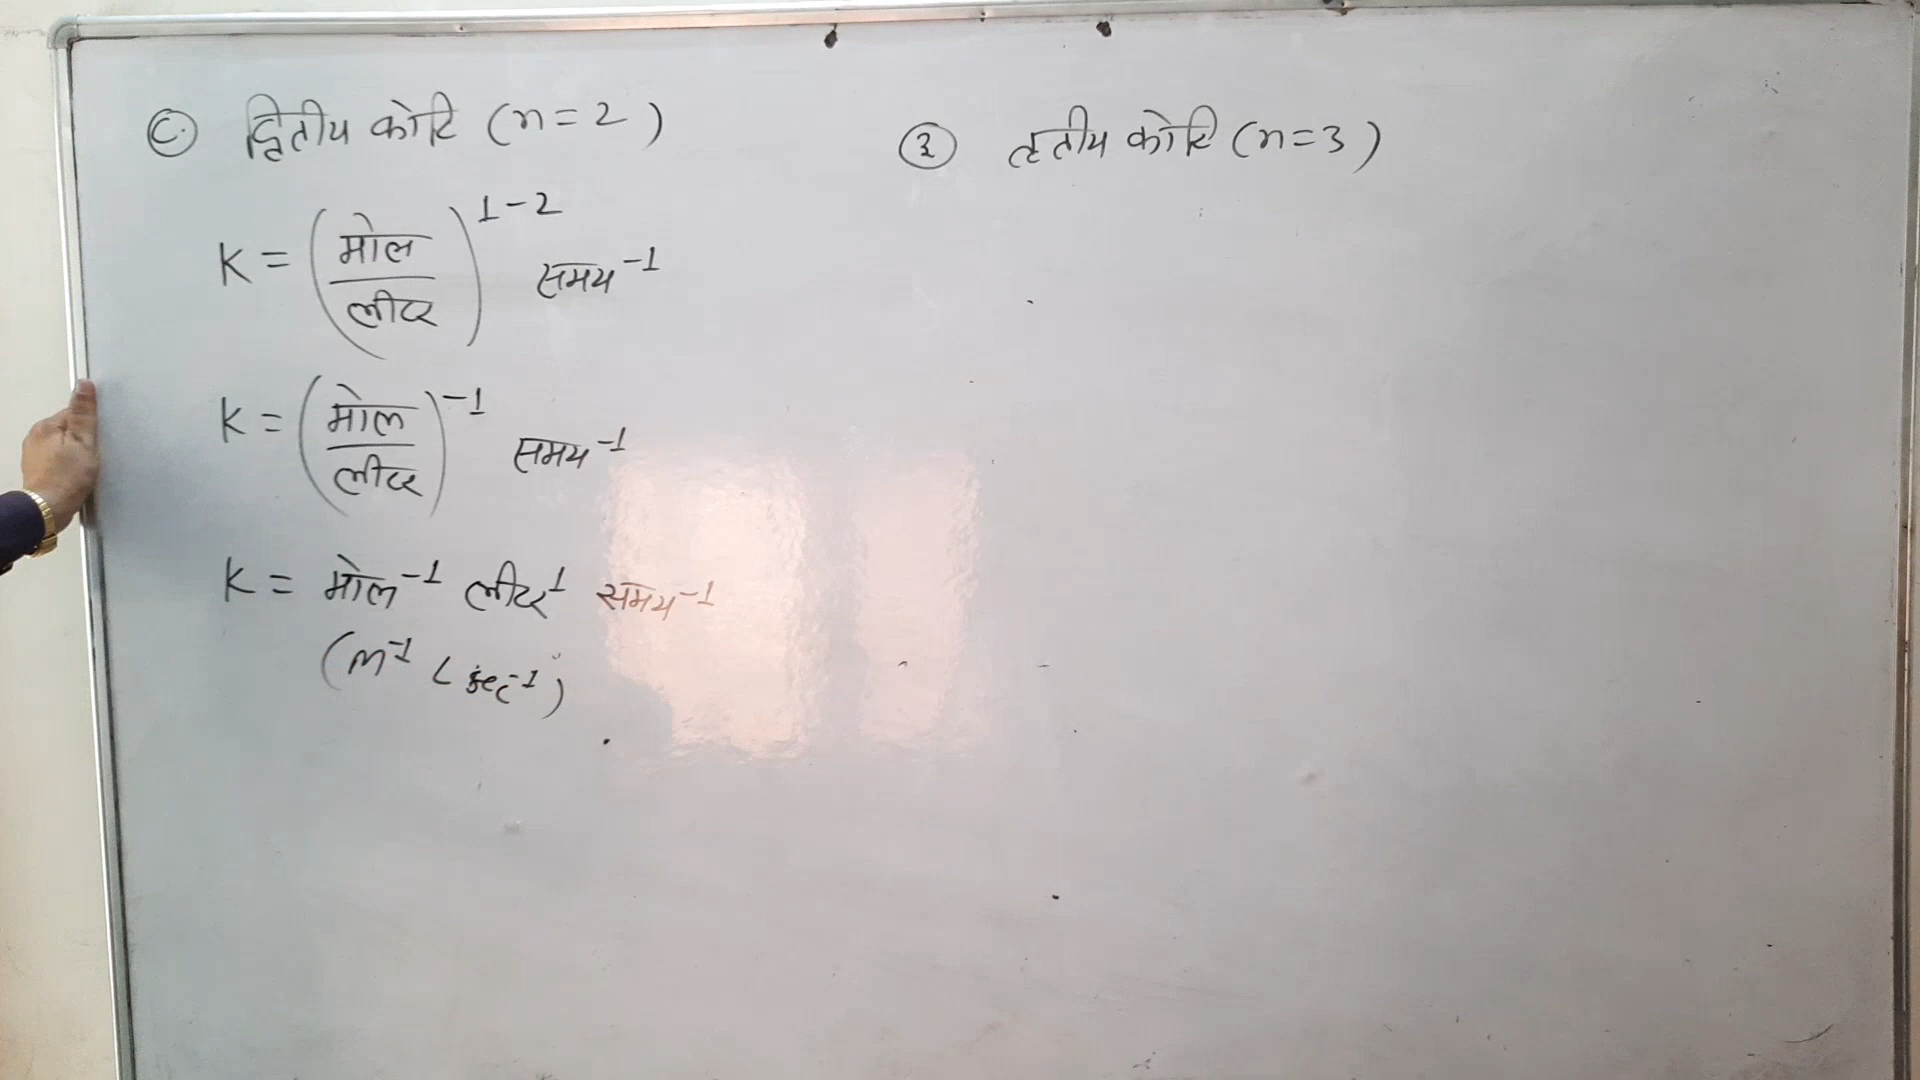 C. द्वितीय कोटि (n=2)
K = (मोल/लीटर)^1-2 समय^-1
K = (मोल/लीटर)^-1 समय^-1
K = मोल^-1 लीटर^1 समय^-1
(m^-1 L sec^-1)
३ तृतीय कोटि (n=3)